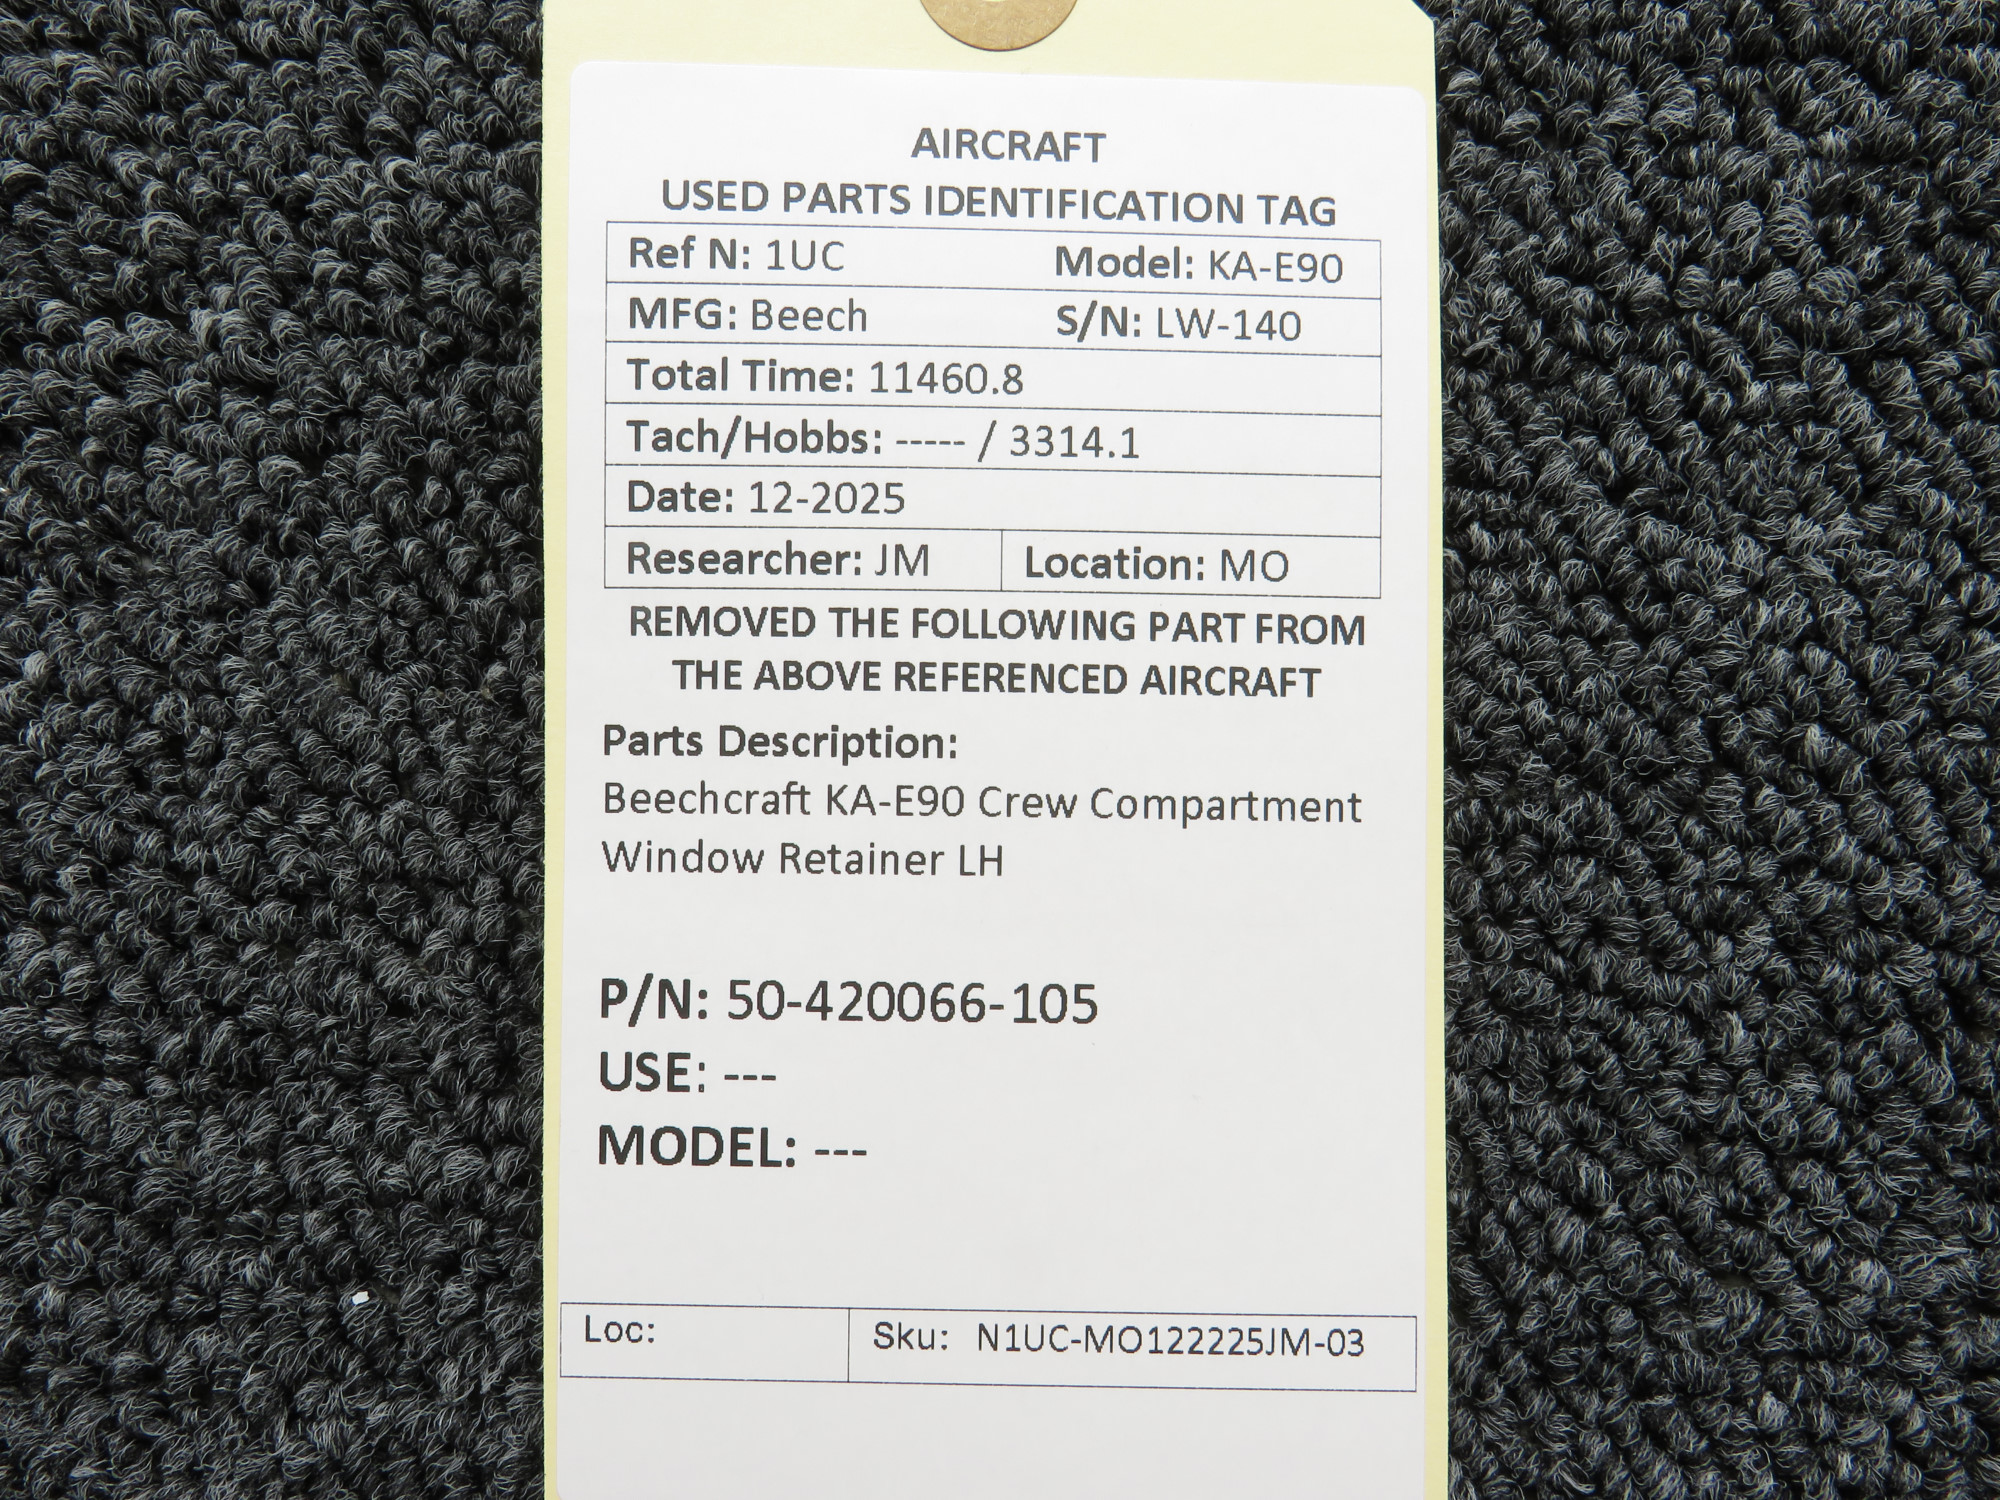 AIRCRAFT
USED PARTS IDENTIFICATION TAG
Ref N: 1UC Model: KA-E90
MFG: Beech S/N: LW-140
Total Time: 11460.8
Tach/Hobbs: ----- / 3314.1
Date: 12-2025
Researcher: JM Location: MO
REMOVED THE FOLLOWING PART FROM
THE ABOVE REFERENCED AIRCRAFT
Parts Description:
Beechcraft KA-E90 Crew Compartment
Window Retainer LH
P/N: 50-420066-105
USE: ---
MODEL: ---
Loc: Sku: N1UC-MO122225JM-03